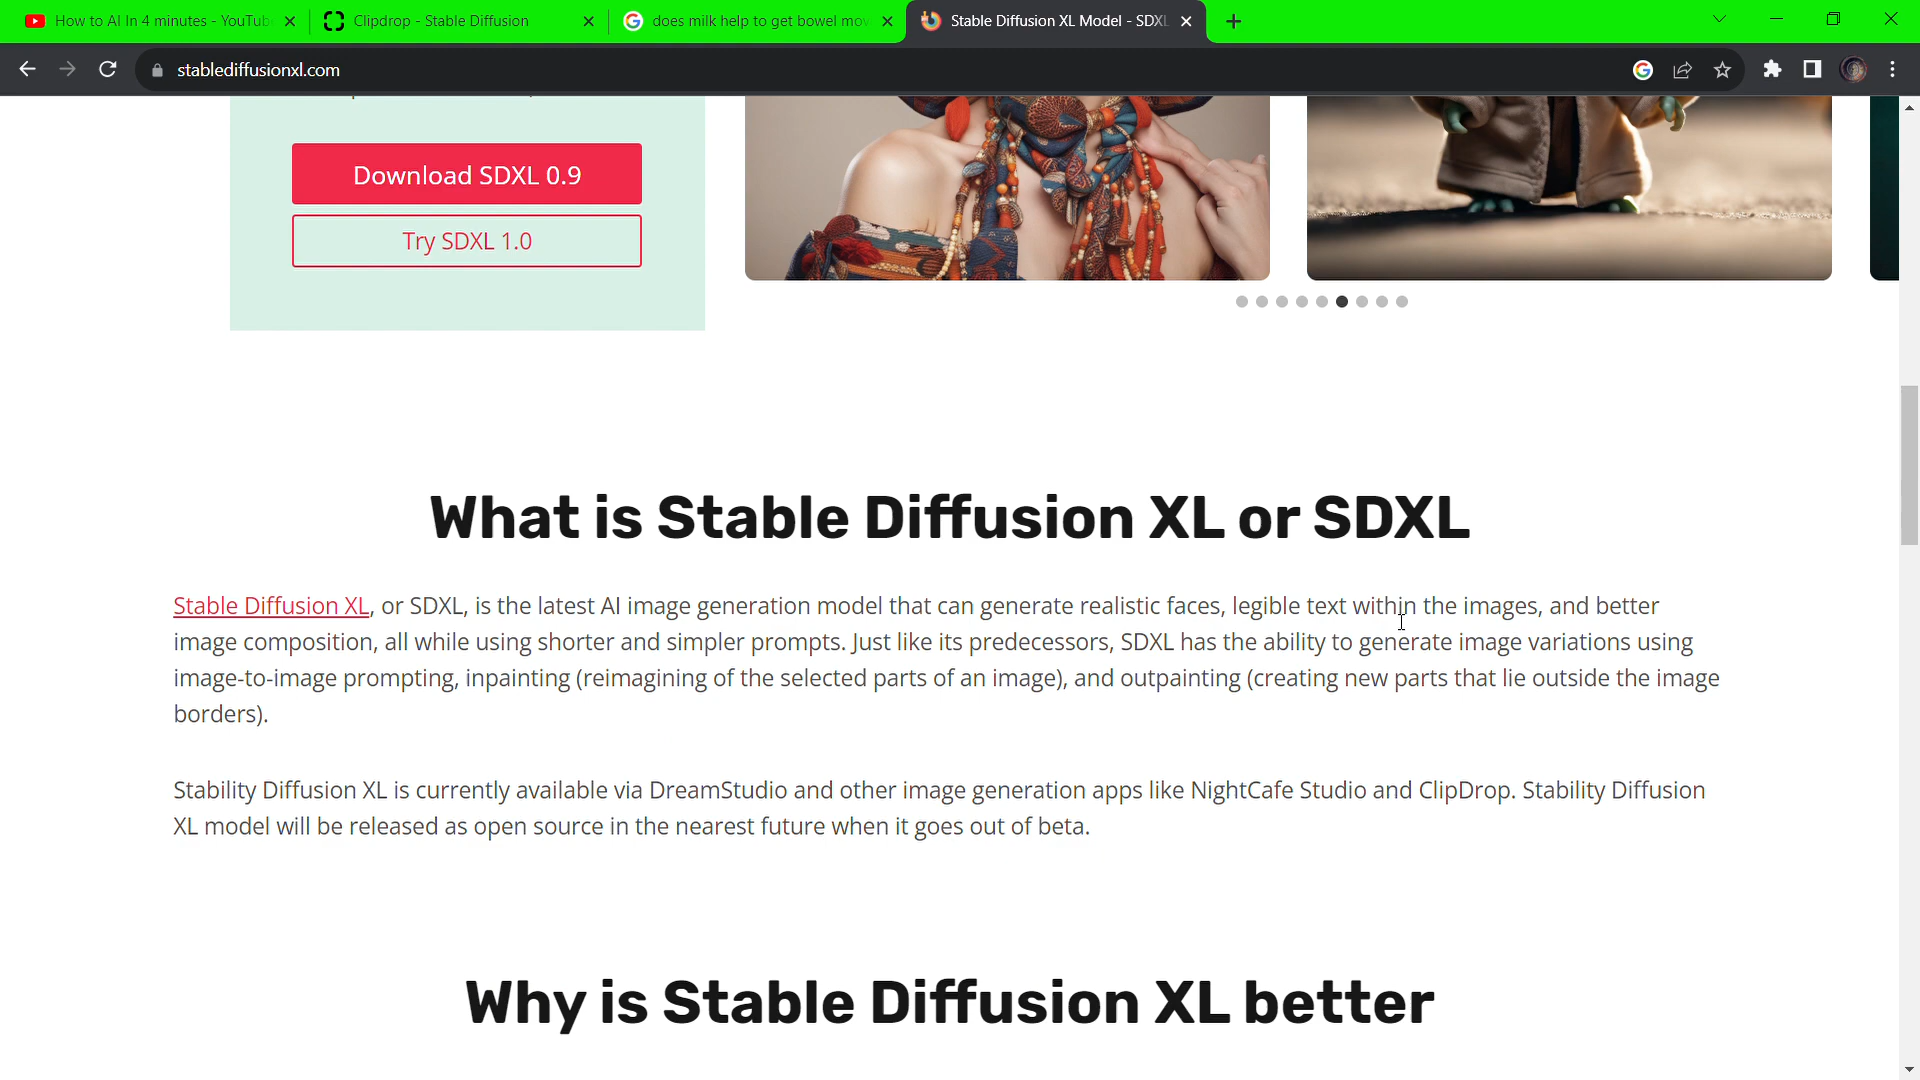 How to AI In 4 minutes - YouTub
Clipdrop - Stable Diffusion
does milk help to get bowel mov
Stable Diffusion XL Model - SDXL
stablediffusionxl.com
Download SDXL 0.9
Try SDXL 1.0
What is Stable Diffusion XL or SDXL
Stable Diffusion XL, or SDXL, is the latest AI image generation model that can generate realistic faces, legible text within the images, and better
image composition, all while using shorter and simpler prompts. Just like its predecessors, SDXL has the ability to generate image variations using
image-to-image prompting, inpainting (reimagining of the selected parts of an image), and outpainting (creating new parts that lie outside the image
borders).
Stability Diffusion XL is currently available via DreamStudio and other image generation apps like NightCafe Studio and ClipDrop. Stability Diffusion
XL model will be released as open source in the nearest future when it goes out of beta.
Why is Stable Diffusion XL better